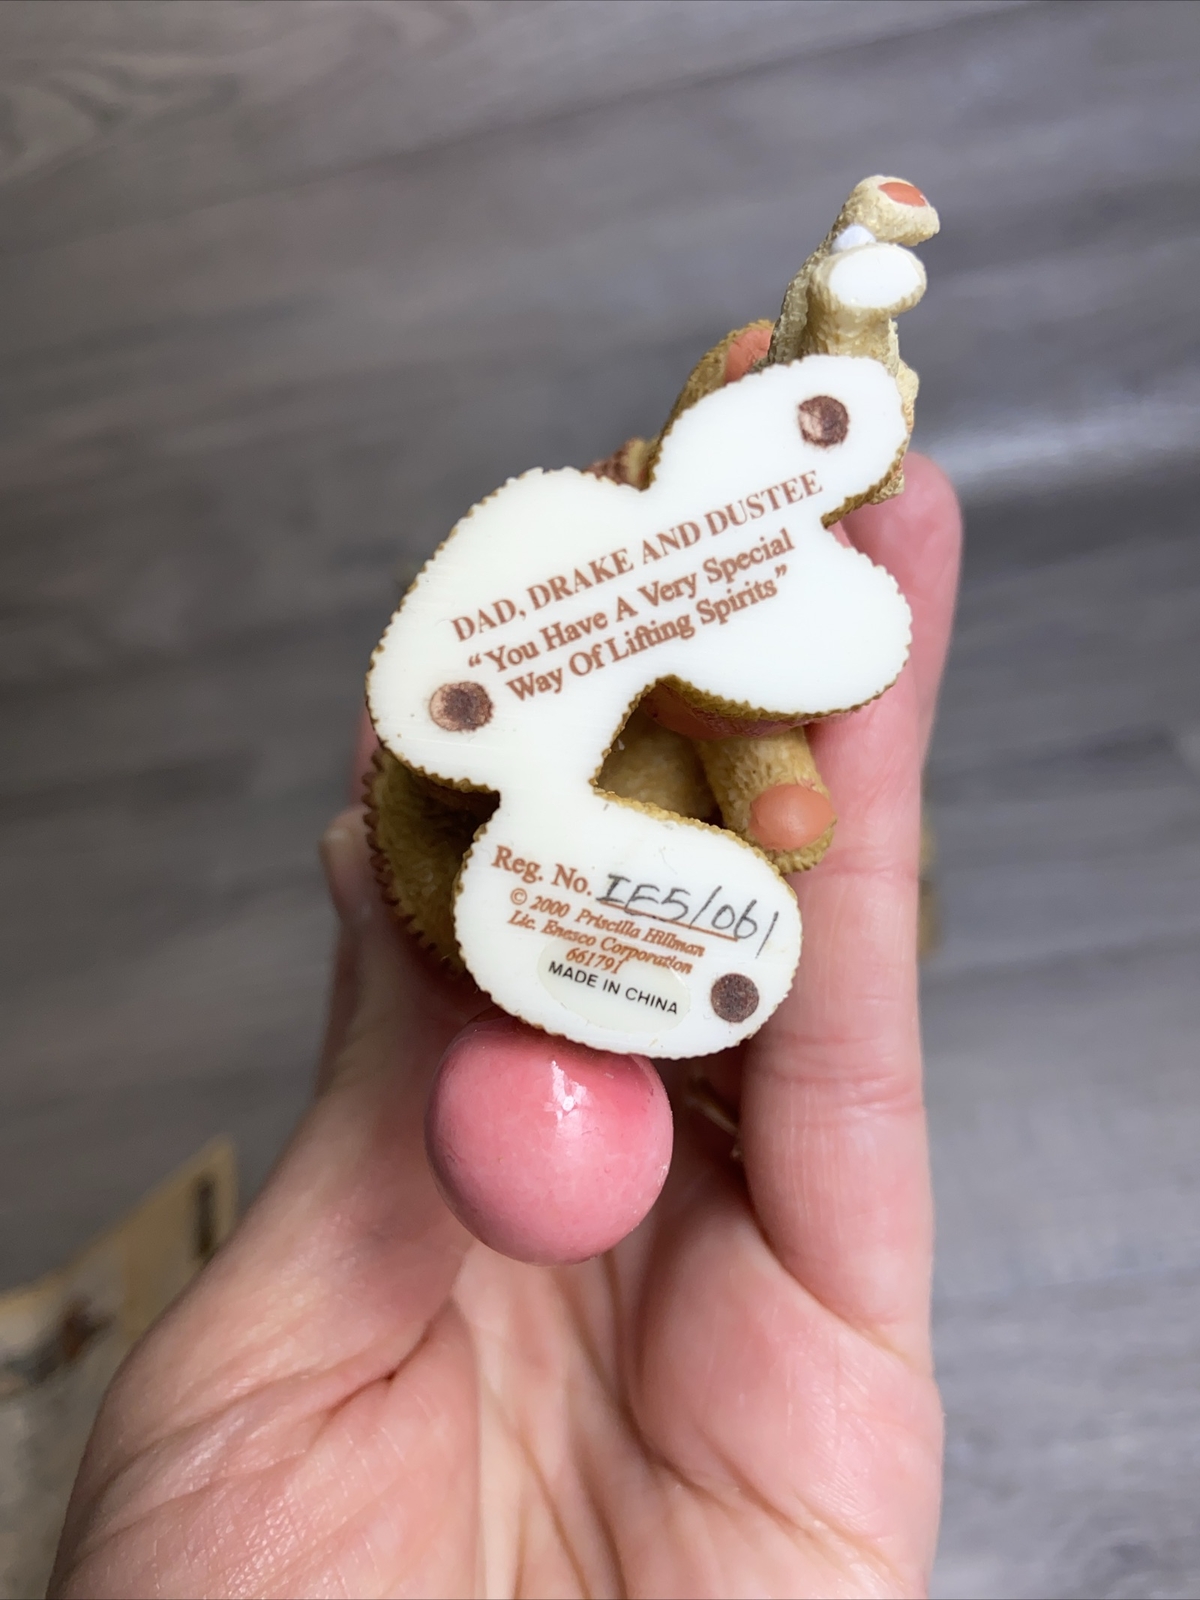 DAD, DRAKE AND DUSTEE
“You Have A Very Special
Way Of Lifting Spirits”
Reg. No. IE5/061
© 2000 Priscilla Hillman
Lic. Enesco Corporation
661791
MADE IN CHINA